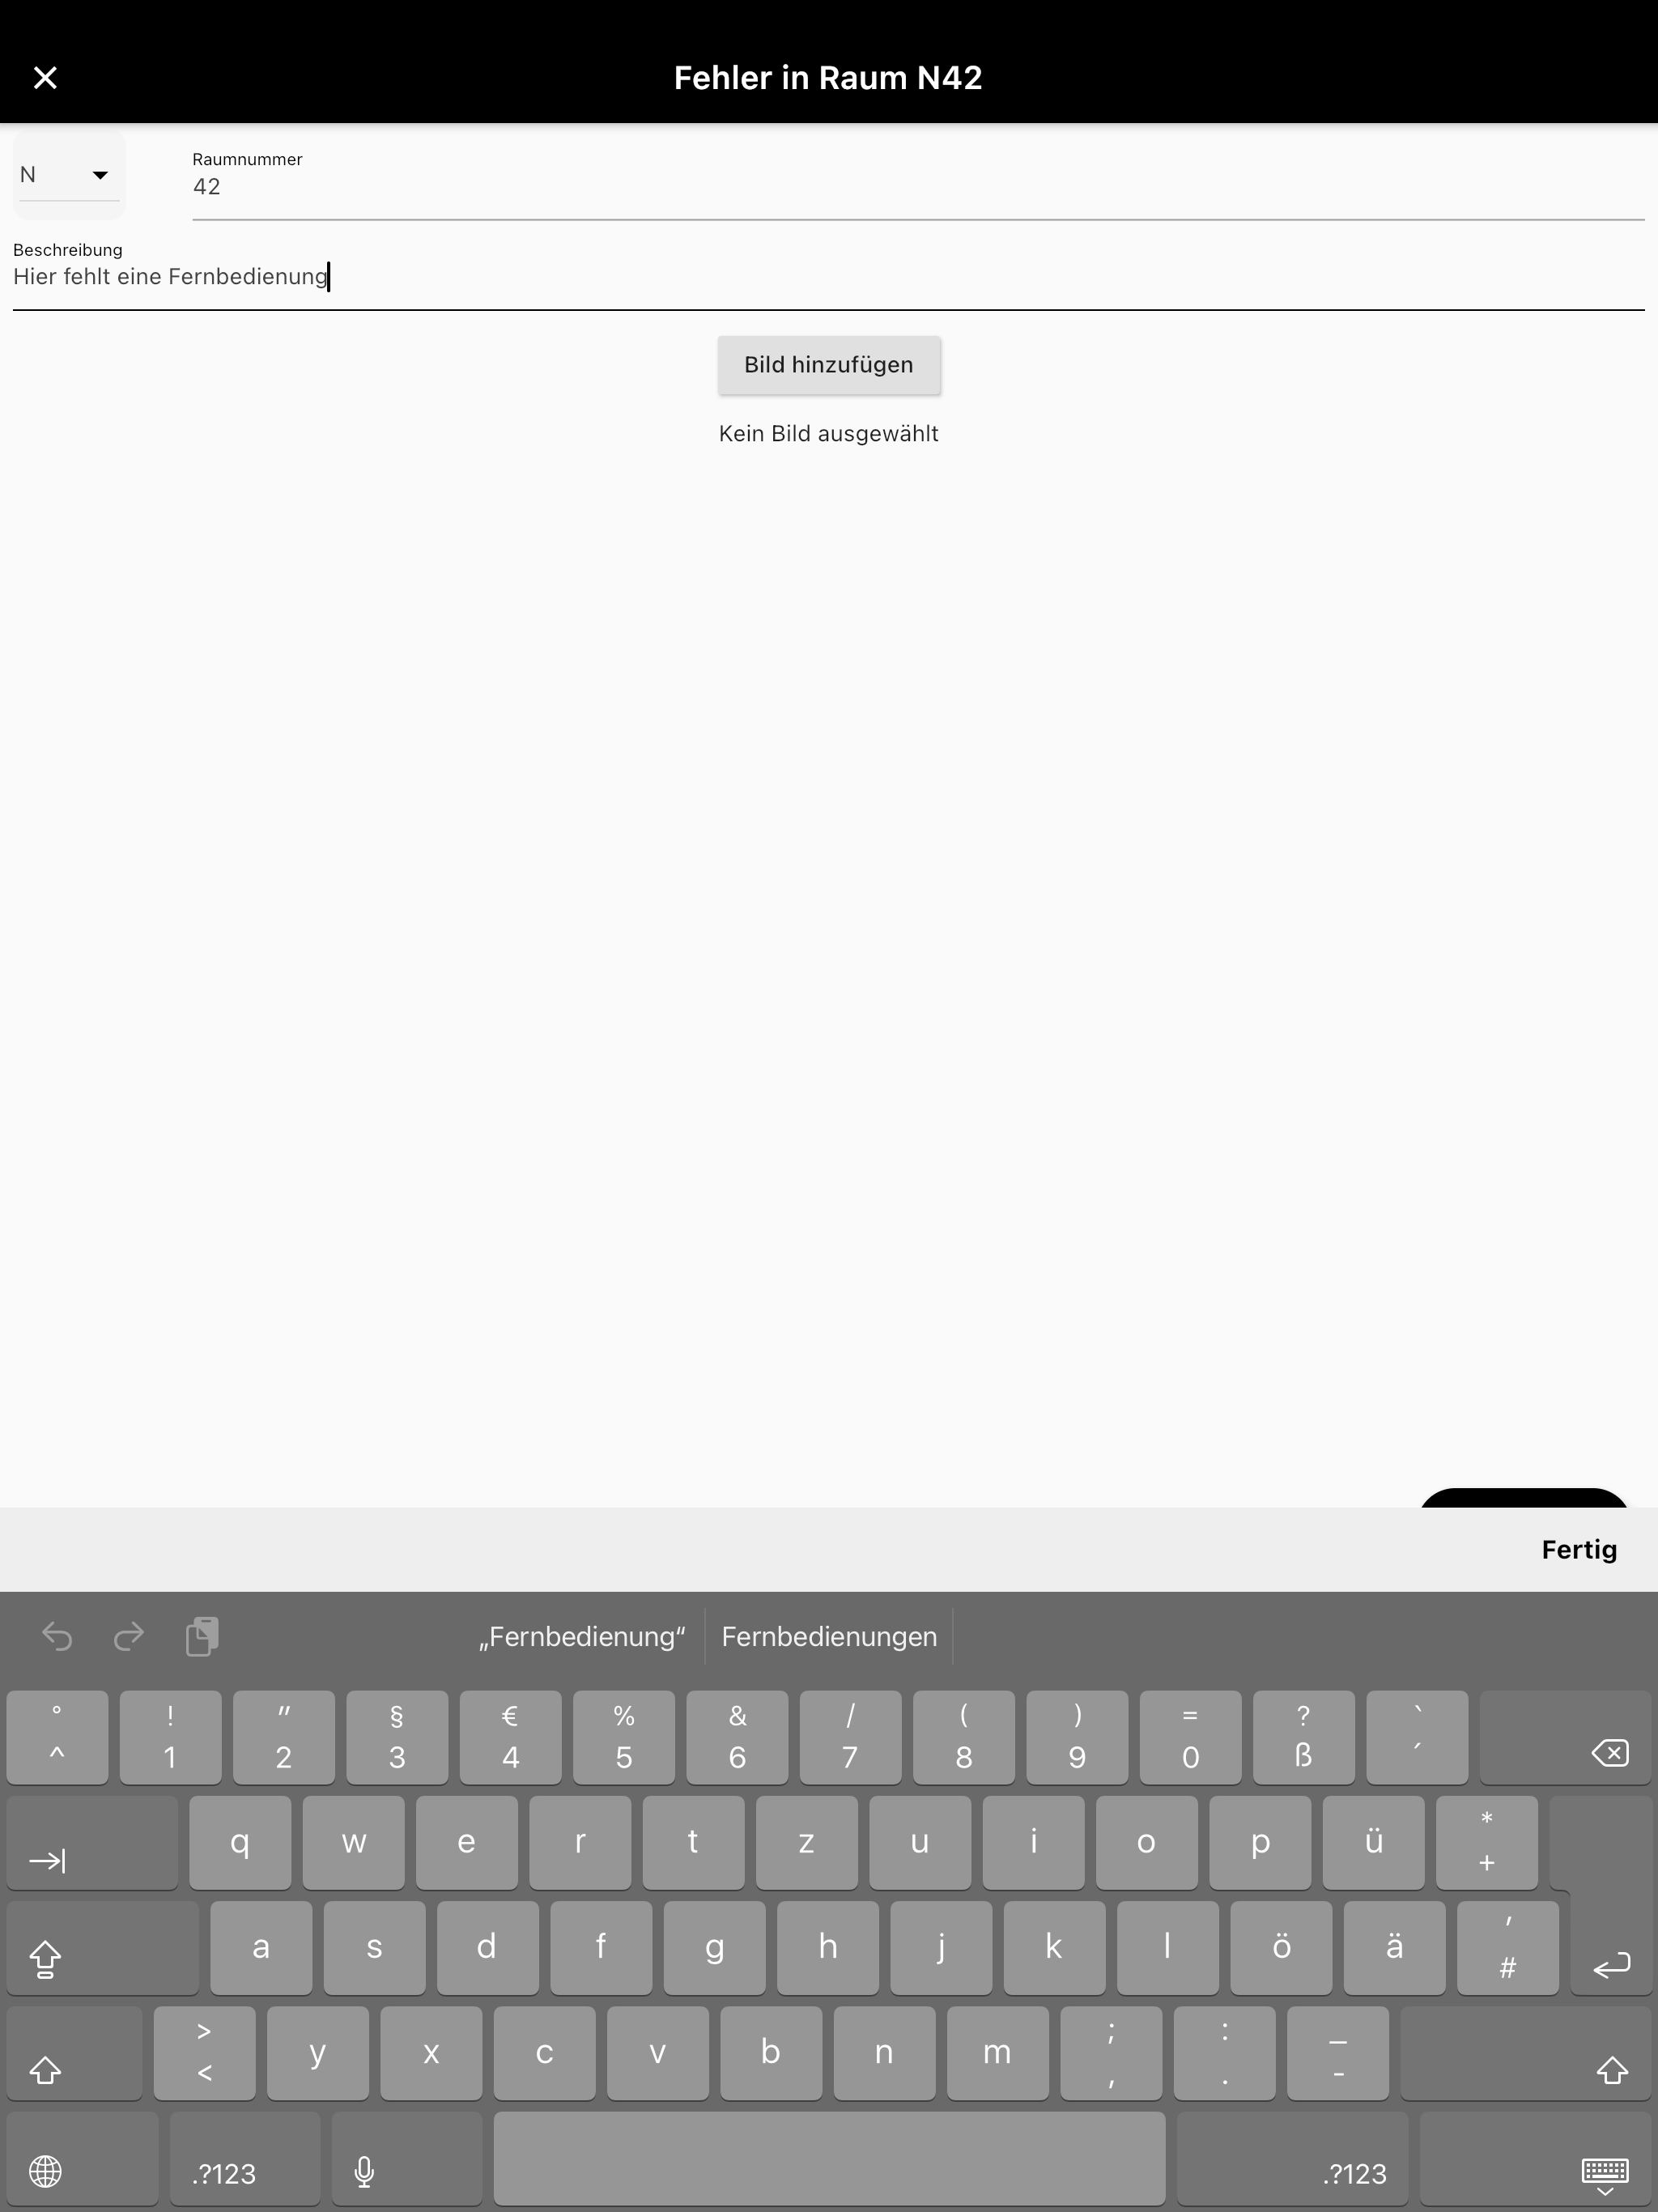 Fehler in Raum N42
N
Raumnummer
42
Beschreibung
Hier fehlt eine Fernbedienung
Bild hinzufügen
Kein Bild ausgewählt
Fertig
„Fernbedienung“ Fernbedienungen
° ! " § € % & / ( ) = ? `
^ 1 2 3 4 5 6 7 8 9 0 ß ´
q w e r t z u i o p ü * +
a s d f g h j k l ö ä ' #
> < y x c v b n m ; , : . _ -
.?123 .?123